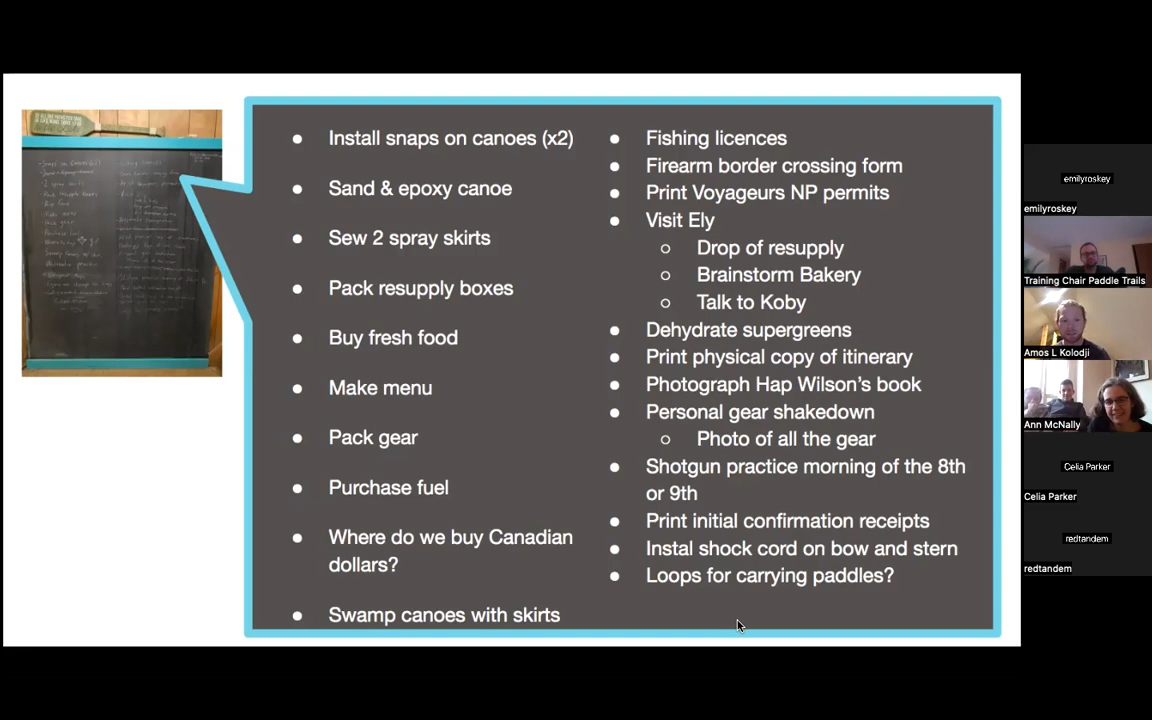 Install snaps on canoes (x2)
Sand & epoxy canoe
Sew 2 spray skirts
Pack resupply boxes
Buy fresh food
Make menu
Pack gear
Purchase fuel
Where do we buy Canadian
dollars?
Swamp canoes with skirts
Fishing licences
Firearm border crossing form
Print Voyageurs NP permits
Visit Ely
Drop of resupply
Brainstorm Bakery
Talk to Koby
Dehydrate supergreens
Print physical copy of itinerary
Photograph Hap Wilson’s book
Personal gear shakedown
Photo of all the gear
Shotgun practice morning of the 8th
or 9th
Print initial confirmation receipts
Instal shock cord on bow and stern
Loops for carrying paddles?
emilyroskey
emilyroskey
Training Chair Paddle Trails
Amos L Kolodji
Ann McNally
Celia Parker
Celia Parker
redtandem
redtandem